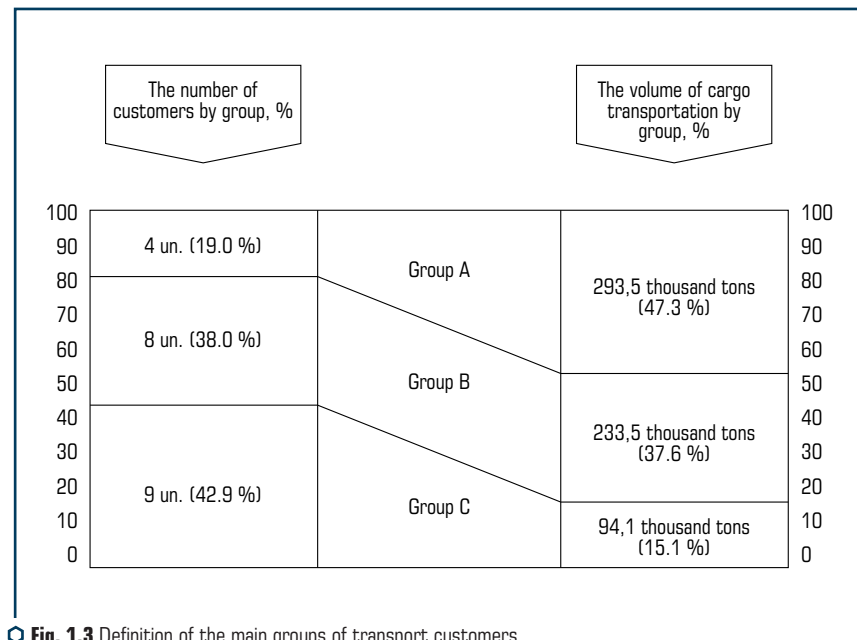 The number of
customers by group, %
The volume of cargo
transportation by
group, %
100
90
80
70
60
50
40
30
20
10
0
4 un. (19.0 %)
8 un. (38.0 %)
9 un. (42.9 %)
Group A
Group B
Group C
293,5 thousand tons
(47.3 %)
233,5 thousand tons
(37.6 %)
94,1 thousand tons
(15.1 %)
100
90
80
70
60
50
40
30
20
10
0
Fig. 1.3 Definition of the main groups of transport customers